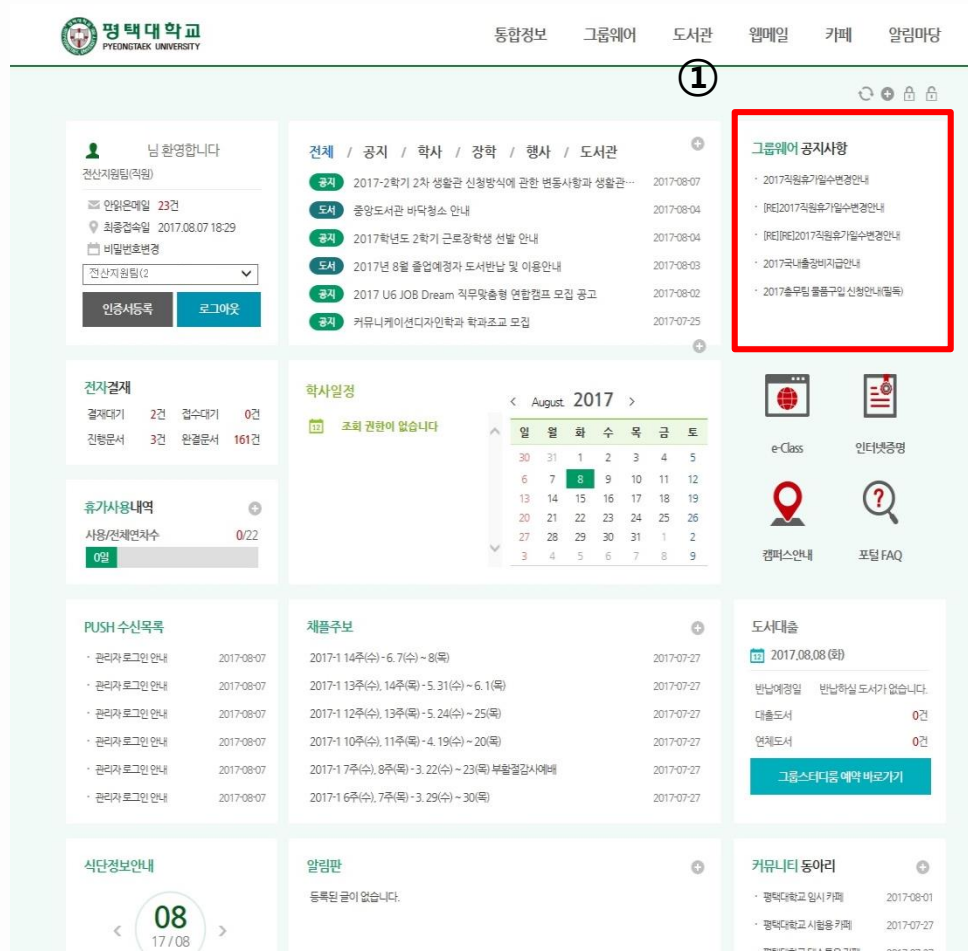 평택대학교
PYEONGTAEK UNIVERSITY
통합정보 그룹웨어 도서관 웹메일 카페 알림마당
①
님 환영합니다
전산지원팀(직원)
안읽은메일 23건
최종접속일 2017.08.07 18:29
비밀번호변경
전산지원팀(2
인증서등록 로그아웃
전체 / 공지 / 학사 / 장학 / 행사 / 도서관
공지 2017-2학기 2차 생활관 신청방식에 관한 변동사항과 생활관… 2017-08-07
도서 중앙도서관 바닥청소 안내 2017-08-04
공지 2017학년도 2학기 근로장학생 선발 안내 2017-08-04
도서 2017년 8월 졸업예정자 도서반납 및 이용안내 2017-08-03
공지 2017 U6 JOB Dream 직무맞춤형 연합캠프 모집 공고 2017-08-02
공지 커뮤니케이션디자인학과 학과조교 모집 2017-07-25
그룹웨어 공지사항
· 2017직원휴가일수변경안내
· [RE]2017직원휴가일수변경안내
· [RE][RE]2017직원휴가일수변경안내
· 2017국내출장비지급안내
· 2017총무팀 물품구입 신청안내(필독)
전자결재
결재대기 2건 접수대기 0건
진행문서 3건 완결문서 161건
휴가사용내역
사용/전체연차수 0/22
0일
학사일정
12 조회 권한이 없습니다
< August 2017 >
일 월 화 수 목 금 토
30 31 1 2 3 4 5
6 7 8 9 10 11 12
13 14 15 16 17 18 19
20 21 22 23 24 25 26
27 28 29 30 31 1 2
3 4 5 6 7 8 9
e-Class 인터넷증명
캠퍼스안내 포털 FAQ
PUSH 수신목록
· 관리자 로그인 안내 2017-08-07
· 관리자 로그인 안내 2017-08-07
· 관리자 로그인 안내 2017-08-07
· 관리자 로그인 안내 2017-08-07
· 관리자 로그인 안내 2017-08-07
· 관리자 로그인 안내 2017-08-07
채플주보
2017-1 14주(수) - 6. 7(수) ~ 8(목) 2017-07-27
2017-1 13주(수), 14주(목) - 5. 31(수) ~ 6. 1(목) 2017-07-27
2017-1 12주(수), 13주(목) - 5. 24(수) ~ 25(목) 2017-07-27
2017-1 10주(수), 11주(목) - 4. 19(수) ~ 20(목) 2017-07-27
2017-1 7주(수), 8주(목) - 3. 22(수) ~ 23(목) 부활절감사예배 2017-07-27
2017-1 6주(수), 7주(목) - 3. 29(수) ~ 30(목) 2017-07-27
도서대출
12 2017.08.08 (화)
반납예정일 반납하실 도서가 없습니다.
대출도서 0건
연체도서 0건
그룹스터디룸 예약 바로가기
식단정보안내
< 08 >
17 / 08
알림판
등록된 글이 없습니다.
커뮤니티 동아리
· 평택대학교 임시 카페 2017-08-01
· 평택대학교 시험용 카페 2017-07-27